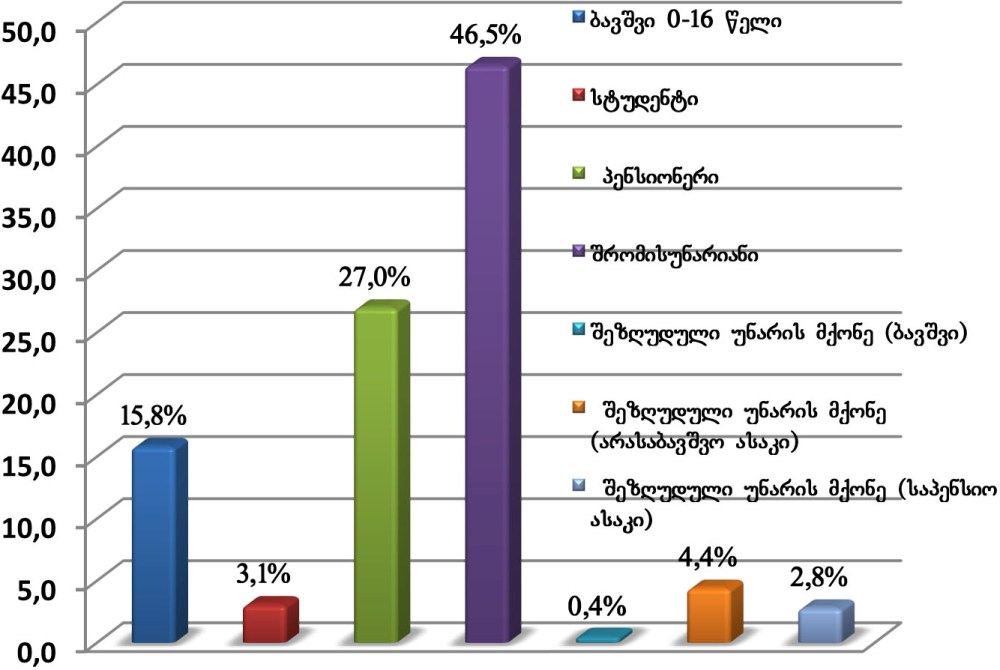 50,0
45,0
40,0
35,0
30,0
25,0
20,0
15,0
10,0
5,0
0,0
15,8%
3,1%
27,0%
46,5%
0,4%
4,4%
2,8%
ბავშვი 0-16 წელი
სტუდენტი
პენსიონერი
შრომისუნარიანი
შეზღუდული უნარის მქონე (ბავშვი)
შეზღუდული უნარის მქონე
(არასაბავშვო ასაკი)
შეზღუდული უნარის მქონე (საპენსიო
ასაკი)